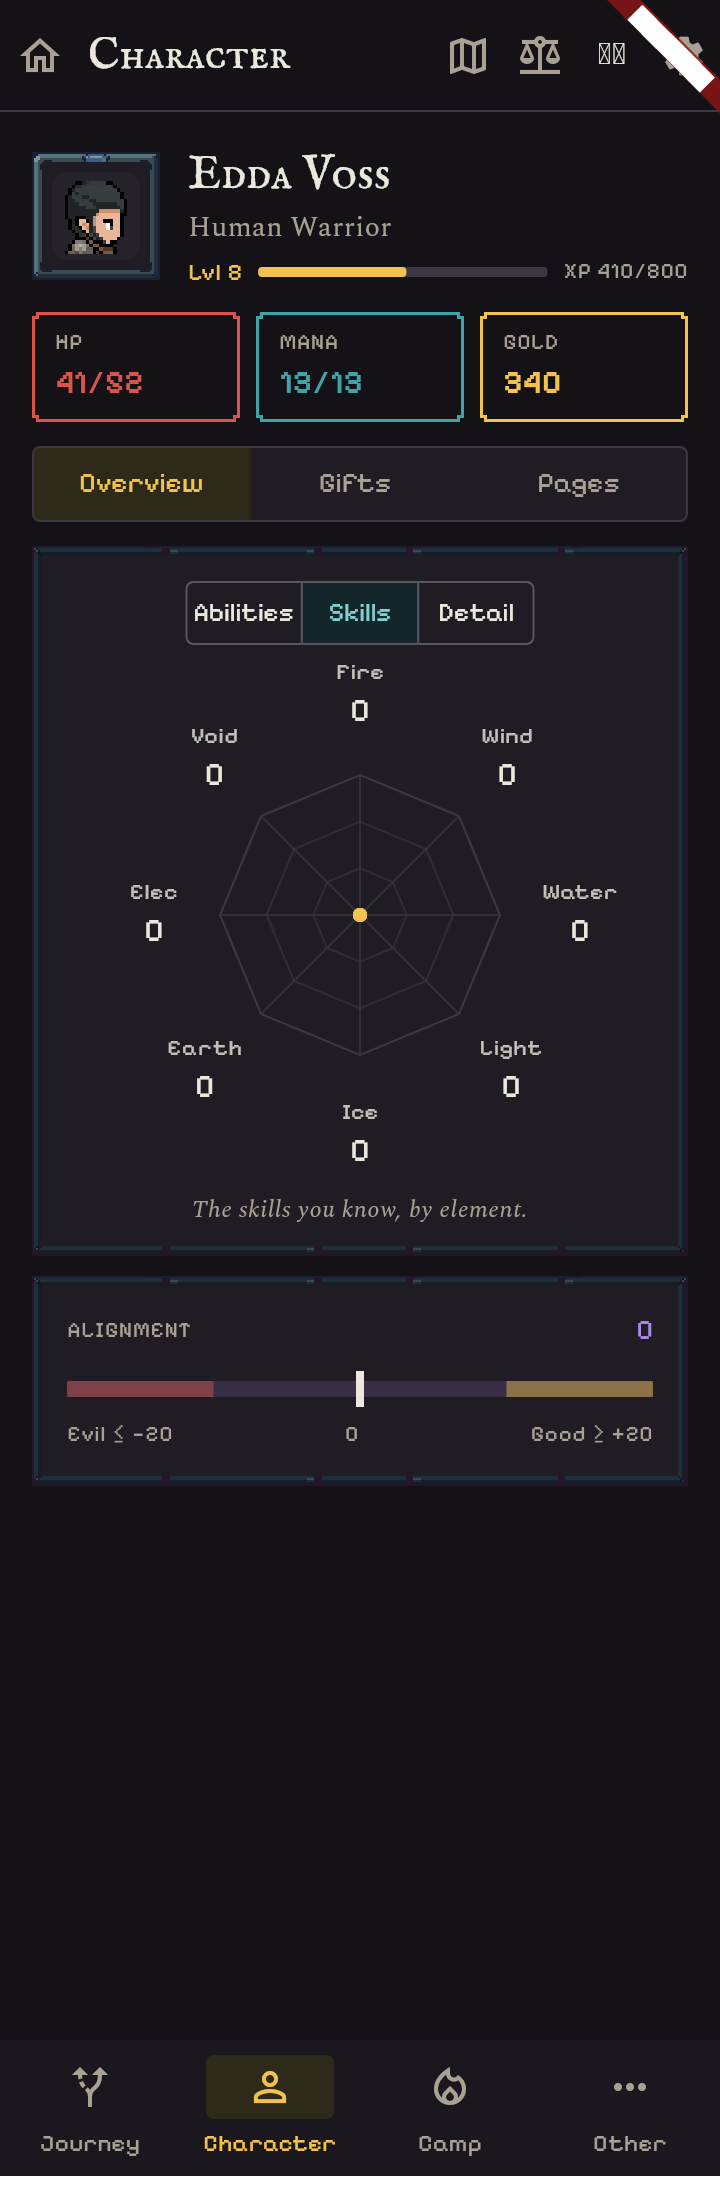 Character
Edda Voss
Human Warrior
Lvl 8
XP 410/800
HP
41/52
MANA
13/13
GOLD
340
Overview
Gifts
Pages
Abilities
Skills
Detail
Fire
0
Void
0
Wind
0
Elec
0
Water
0
Earth
0
Light
0
Ice
0
The skills you know, by element.
ALIGNMENT
0
Evil ≤ -20
0
Good ≥ +20
Journey
Character
Camp
Other